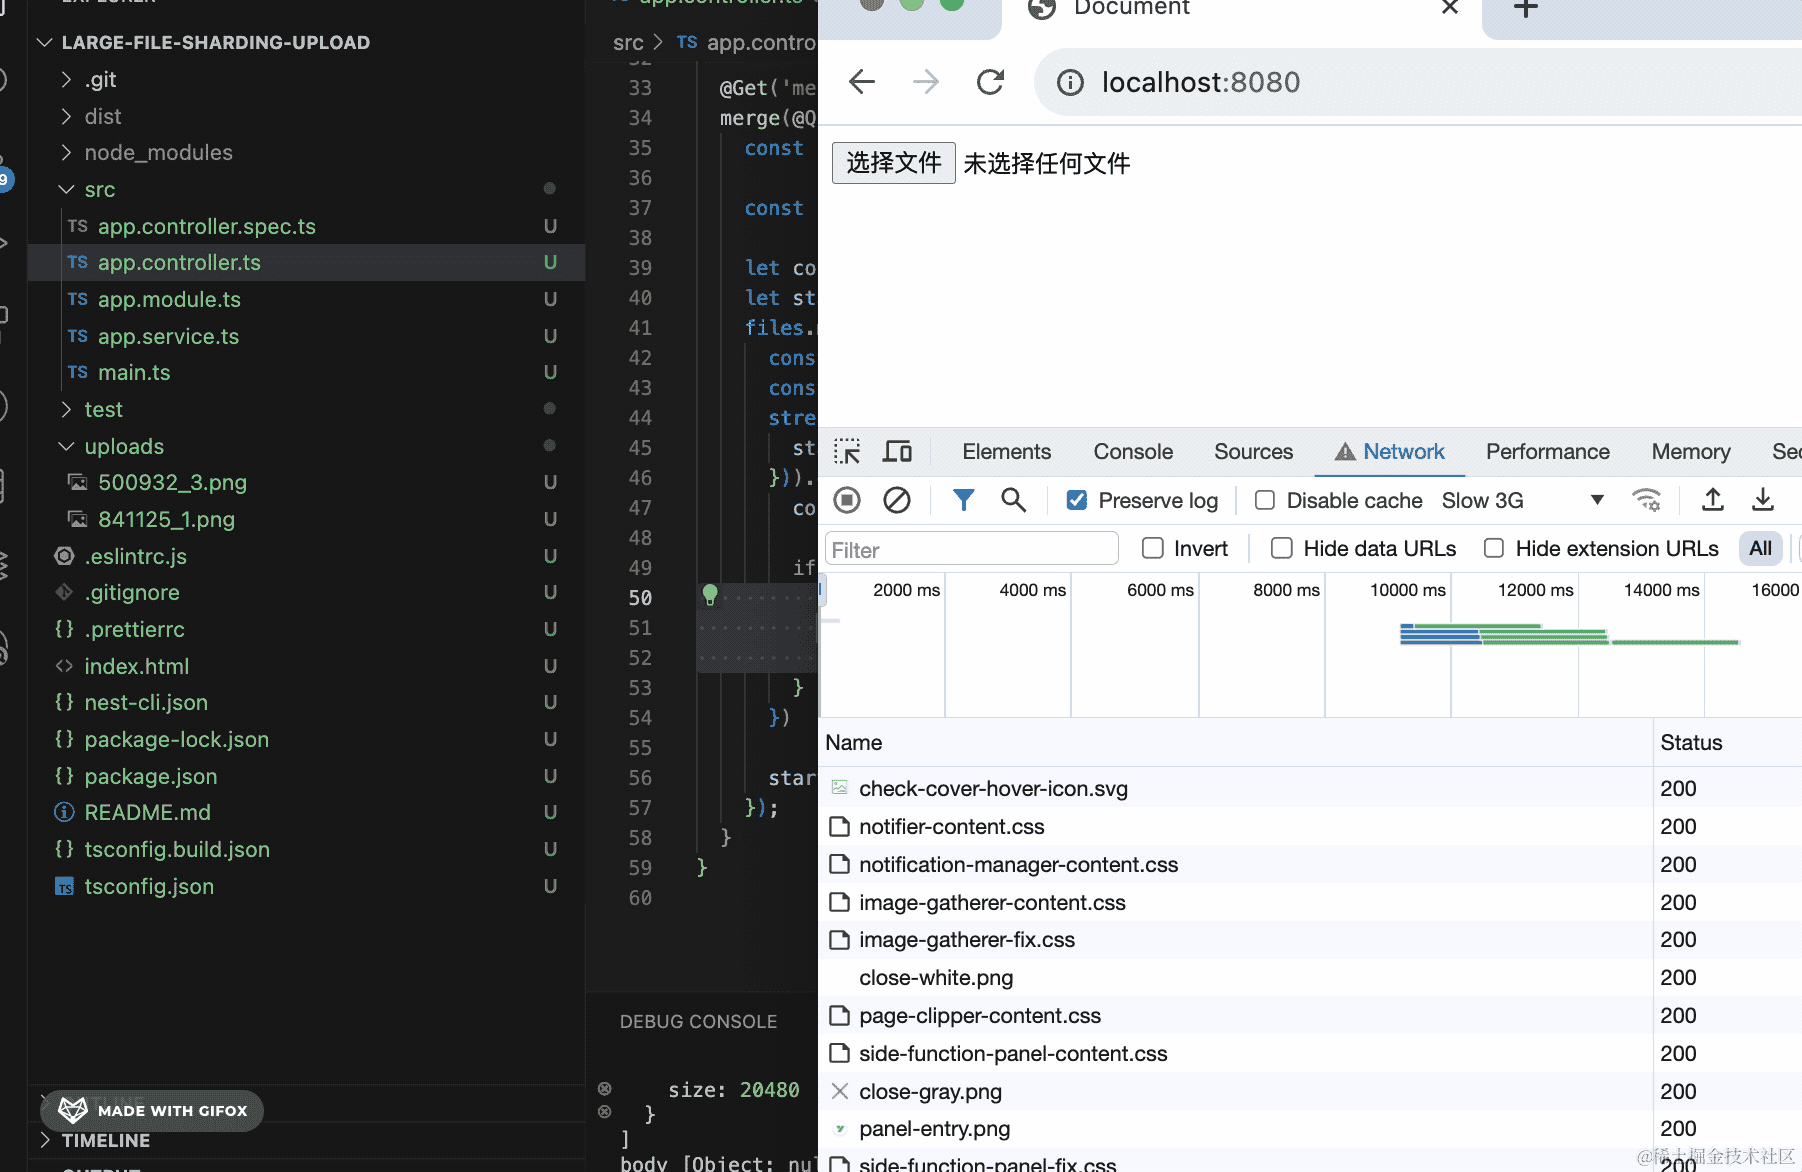 EXPLORER
LARGE-FILE-SHARDING-UPLOAD
.git
dist
node_modules
src
TS app.controller.spec.ts U
TS app.controller.ts U
TS app.module.ts U
TS app.service.ts U
TS main.ts U
test
uploads
500932_3.png U
841125_1.png U
.eslintrc.js U
.gitignore U
{} .prettierrc U
<> index.html U
{} nest-cli.json U
{} package-lock.json U
{} package.json U
README.md U
{} tsconfig.build.json U
TS tsconfig.json U
MADE WITH GIFOX
TIMELINE
9
src > TS app.contro
32
33 @Get('me
34 merge(@Q
35 const
36
37 const
38
39 let co
40 let st
41 files.
42 cons
43 cons
44 stre
45 st
46 })).
47 co
48
49 if
50
51
52
53 }
54 })
55
56 star
57 });
58 }
59 }
60
DEBUG CONSOLE
size: 20480
}
]
body [Object: nul
Document
localhost:8080
选择文件 未选择任何文件
Elements Console Sources Network Performance Memory Sec
Preserve log Disable cache Slow 3G
Filter Invert Hide data URLs Hide extension URLs All
2000 ms 4000 ms 6000 ms 8000 ms 10000 ms 12000 ms 14000 ms 16000
Name Status
check-cover-hover-icon.svg 200
notifier-content.css 200
notification-manager-content.css 200
image-gatherer-content.css 200
image-gatherer-fix.css 200
close-white.png 200
page-clipper-content.css 200
side-function-panel-content.css 200
close-gray.png 200
panel-entry.png 200
side-function-panel-fix.css 200
@稀土掘金技术社区